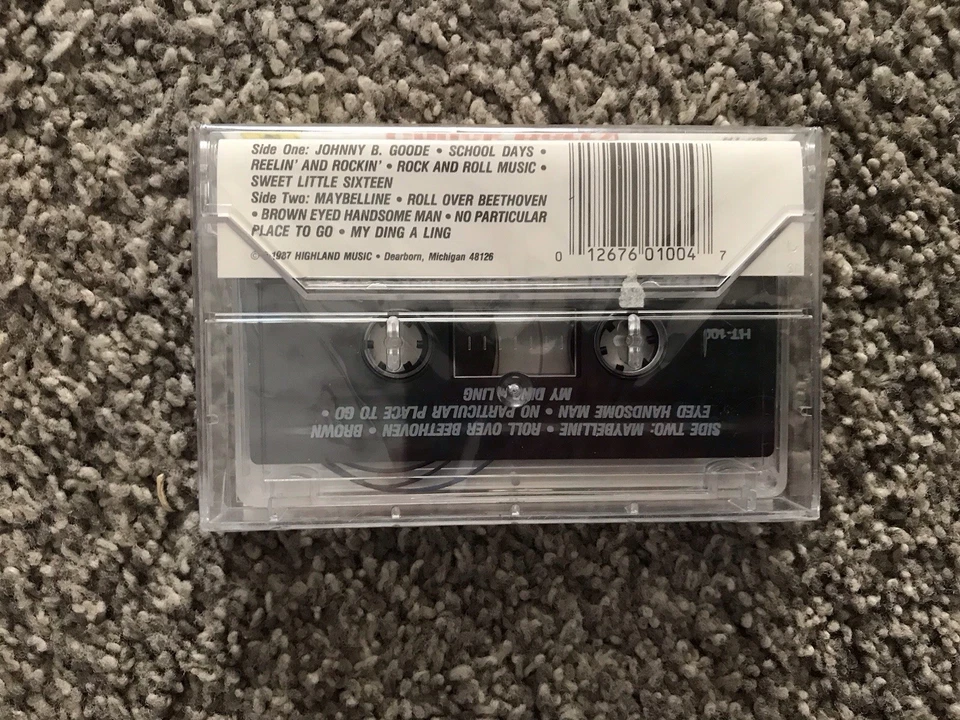 Side One: JOHNNY B. GOODE • SCHOOL DAYS •
REELIN' AND ROCKIN' • ROCK AND ROLL MUSIC •
SWEET LITTLE SIXTEEN
Side Two: MAYBELLINE • ROLL OVER BEETHOVEN
• BROWN EYED HANDSOME MAN • NO PARTICULAR
PLACE TO GO • MY DING A LING
© 1987 HIGHLAND MUSIC • Dearborn, Michigan 48126
0 12676 01004 7
SIDE TWO: MAYBELLINE • ROLL OVER BEETHOVEN • BROWN
EYED HANDSOME MAN • NO PARTICULAR PLACE TO GO •
MY DING LING